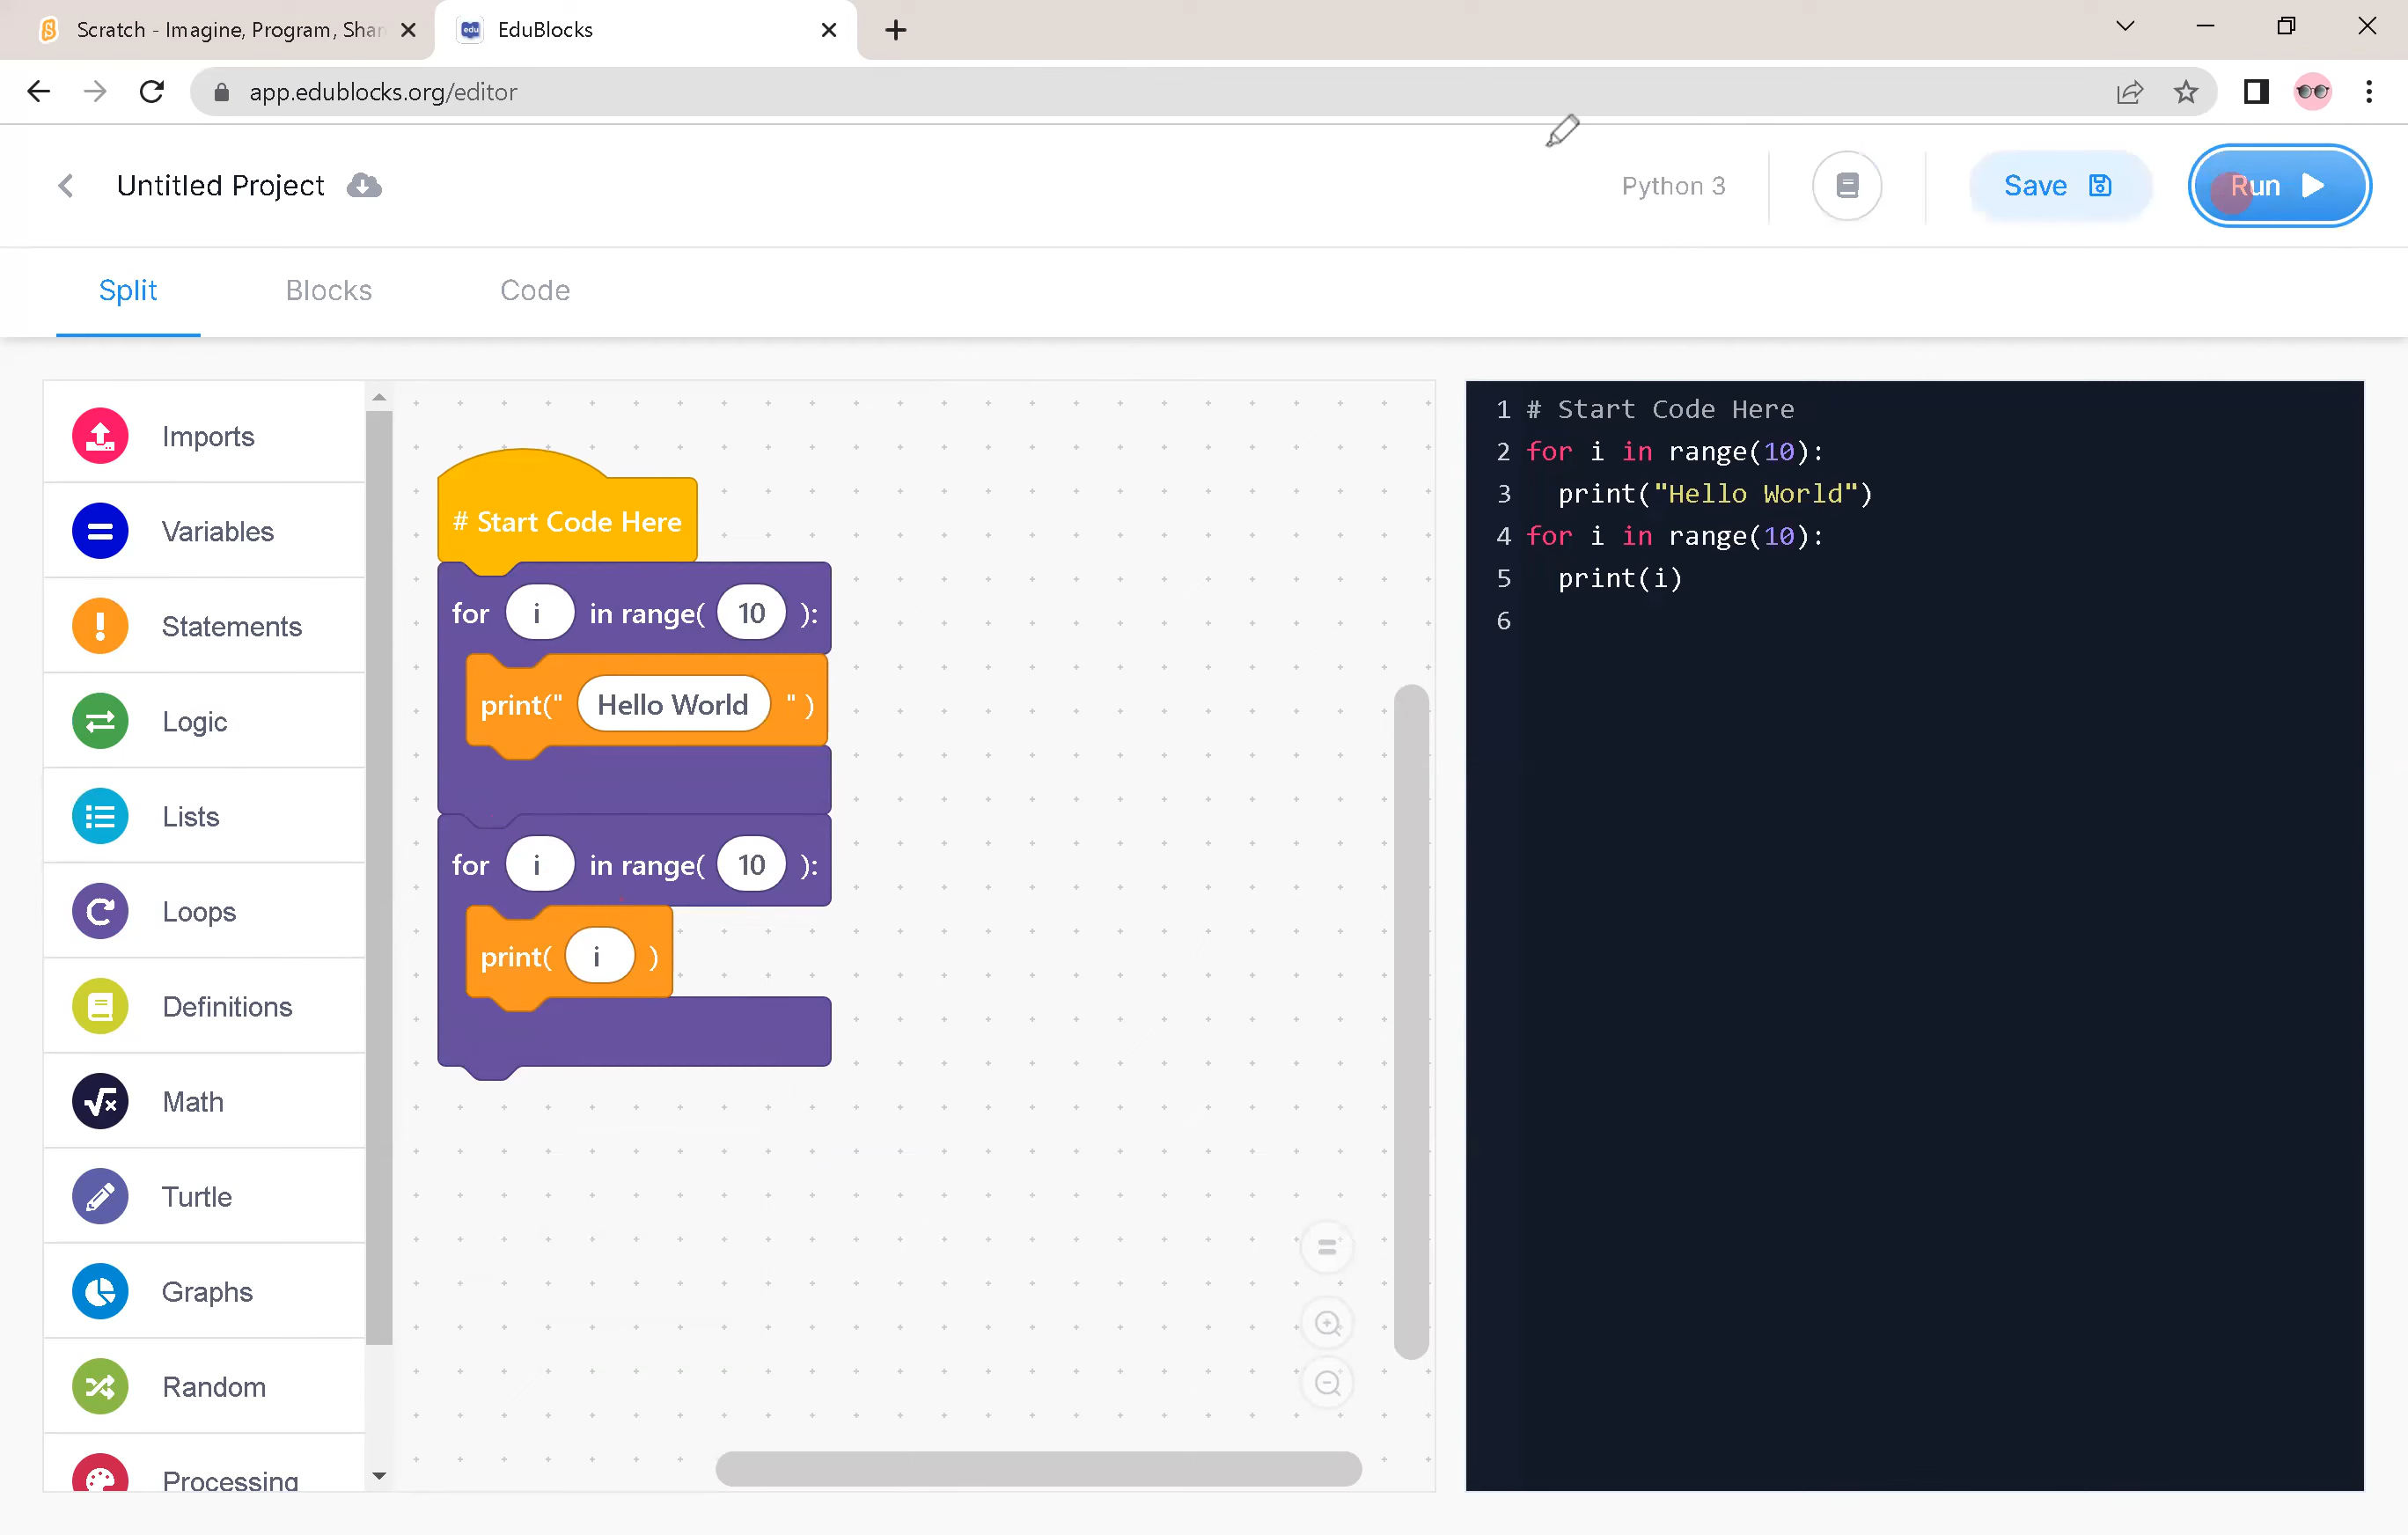 Scratch - Imagine, Program, Shar
EduBlocks
app.edublocks.org/editor
Untitled Project
Python 3
Save
Run
Split
Blocks
Code
Imports
Variables
Statements
Logic
Lists
Loops
Definitions
Math
Turtle
Graphs
Random
Processing
# Start Code Here
for i in range( 10 ):
print(" Hello World " )
for i in range( 10 ):
print( i )
1 # Start Code Here
2 for i in range(10):
3 print("Hello World")
4 for i in range(10):
5 print(i)
6